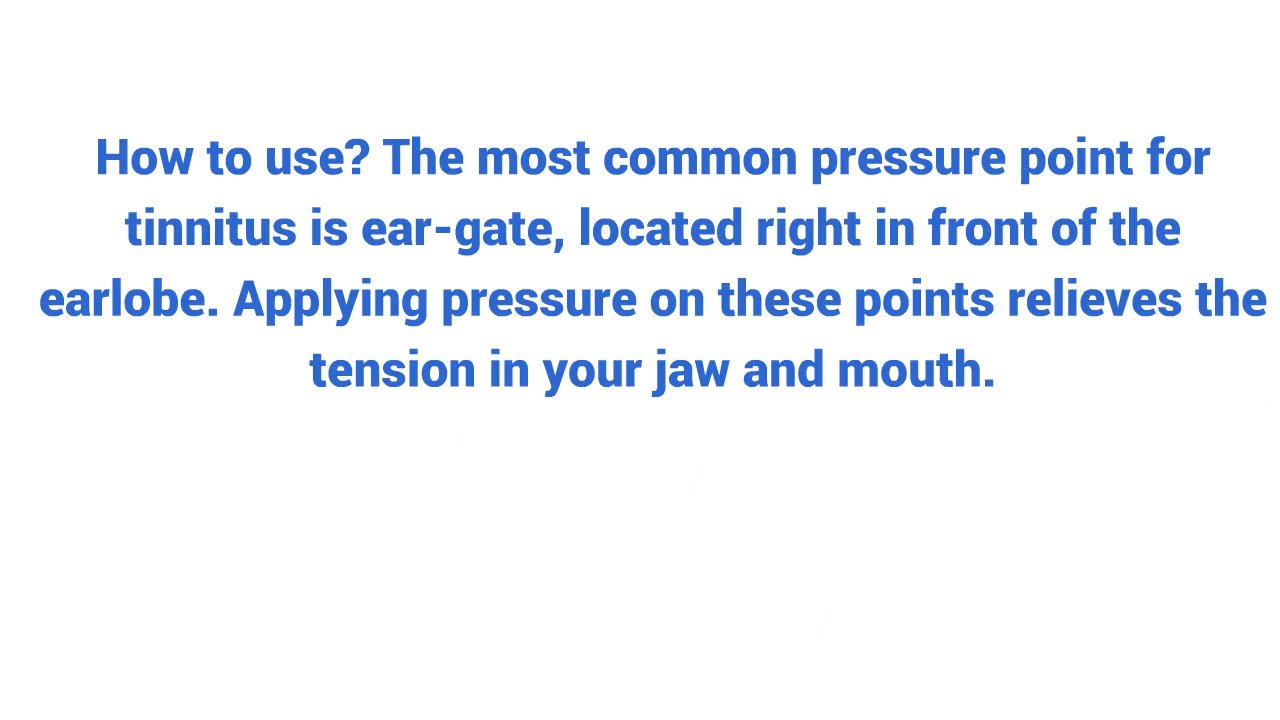 How to use? The most common pressure point for
tinnitus is ear-gate, located right in front of the
earlobe. Applying pressure on these points relieves the
tension in your jaw and mouth.